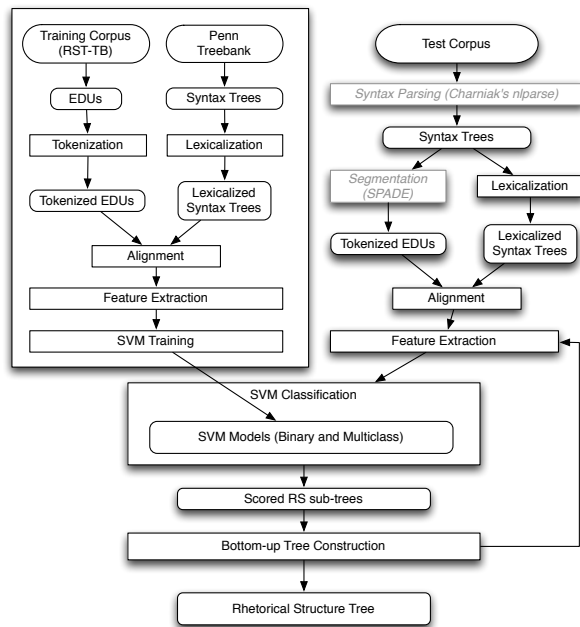 Training Corpus
(RST-TB)
Penn
Treebank
EDUs
Syntax Trees
Tokenization
Lexicalization
Tokenized EDUs
Lexicalized
Syntax Trees
Alignment
Feature Extraction
SVM Training
Test Corpus
Syntax Parsing (Charniak's nlparse)
Syntax Trees
Segmentation
(SPADE)
Lexicalization
Tokenized EDUs
Lexicalized
Syntax Trees
Alignment
Feature Extraction
SVM Classification
SVM Models (Binary and Multiclass)
Scored RS sub-trees
Bottom-up Tree Construction
Rhetorical Structure Tree